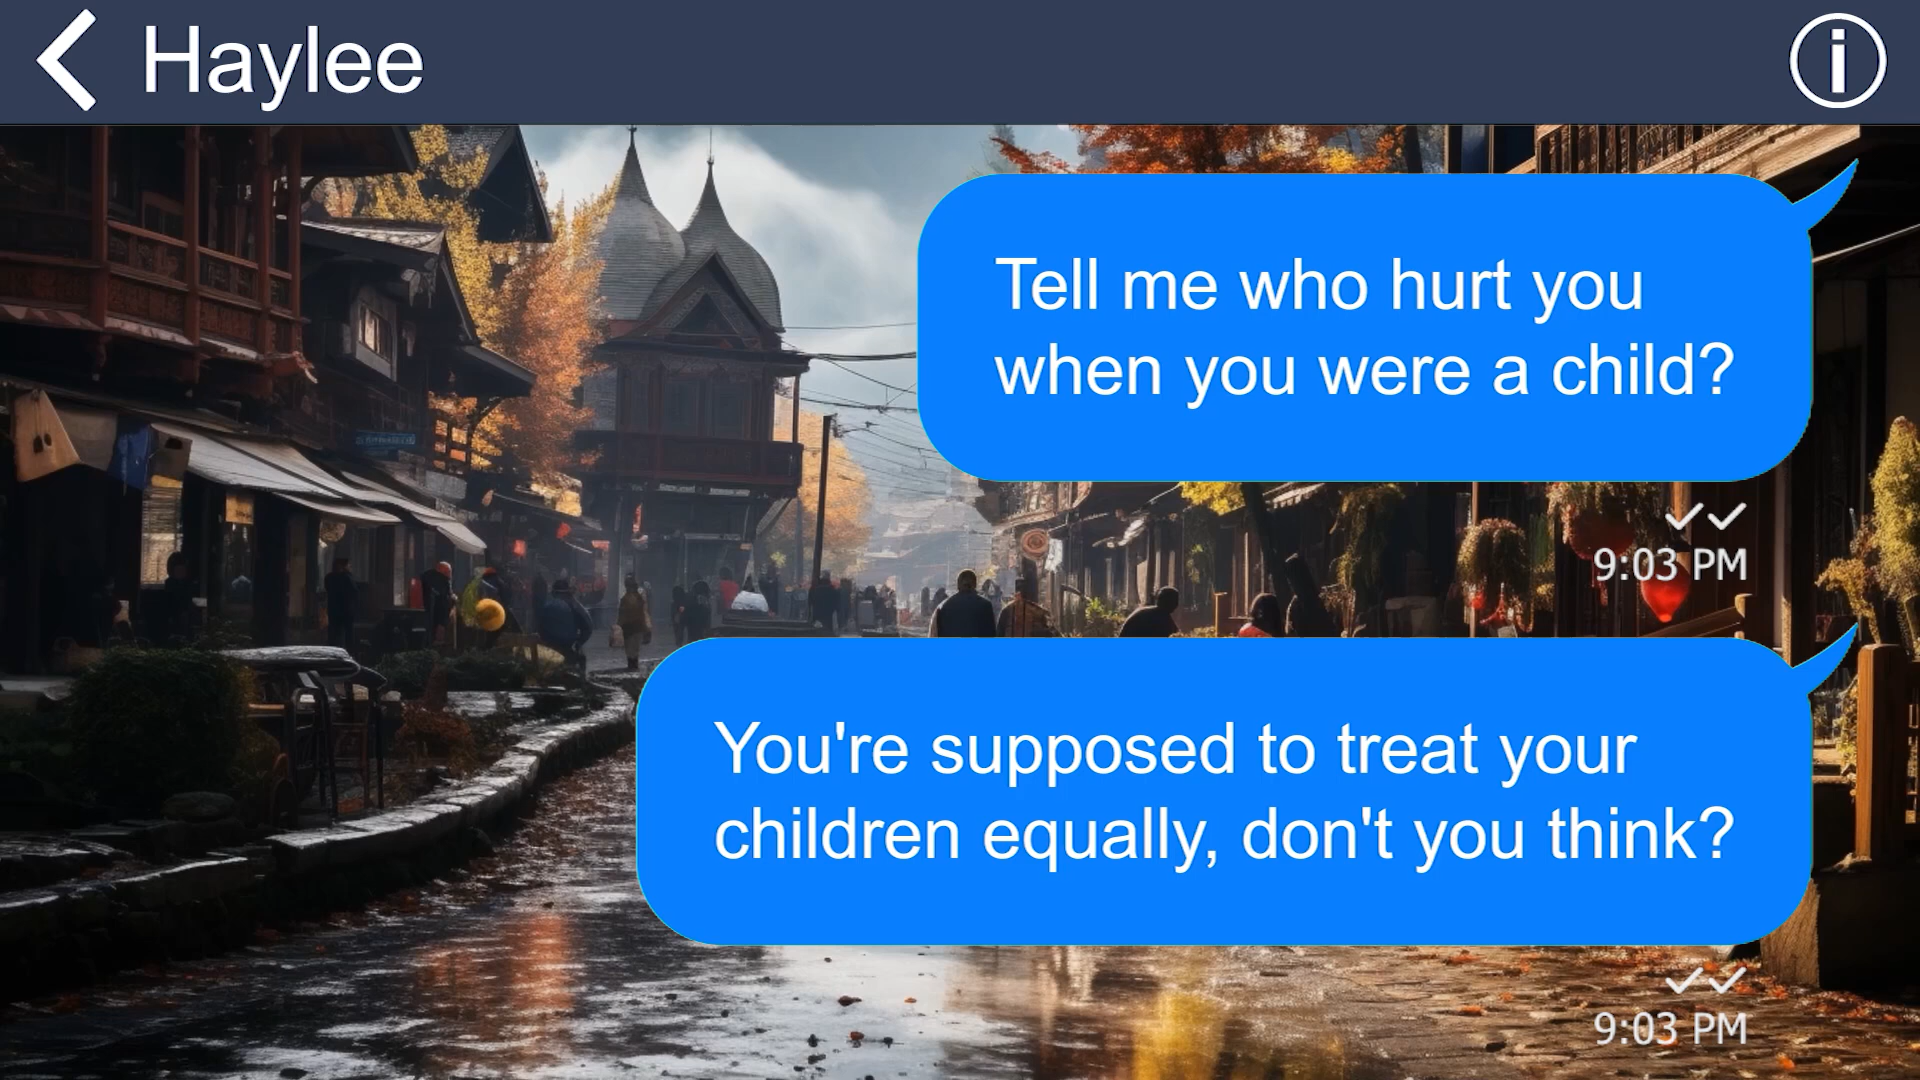 Haylee
Tell me who hurt you
when you were a child?
9:03 PM
You're supposed to treat your
children equally, don't you think?
9:03 PM